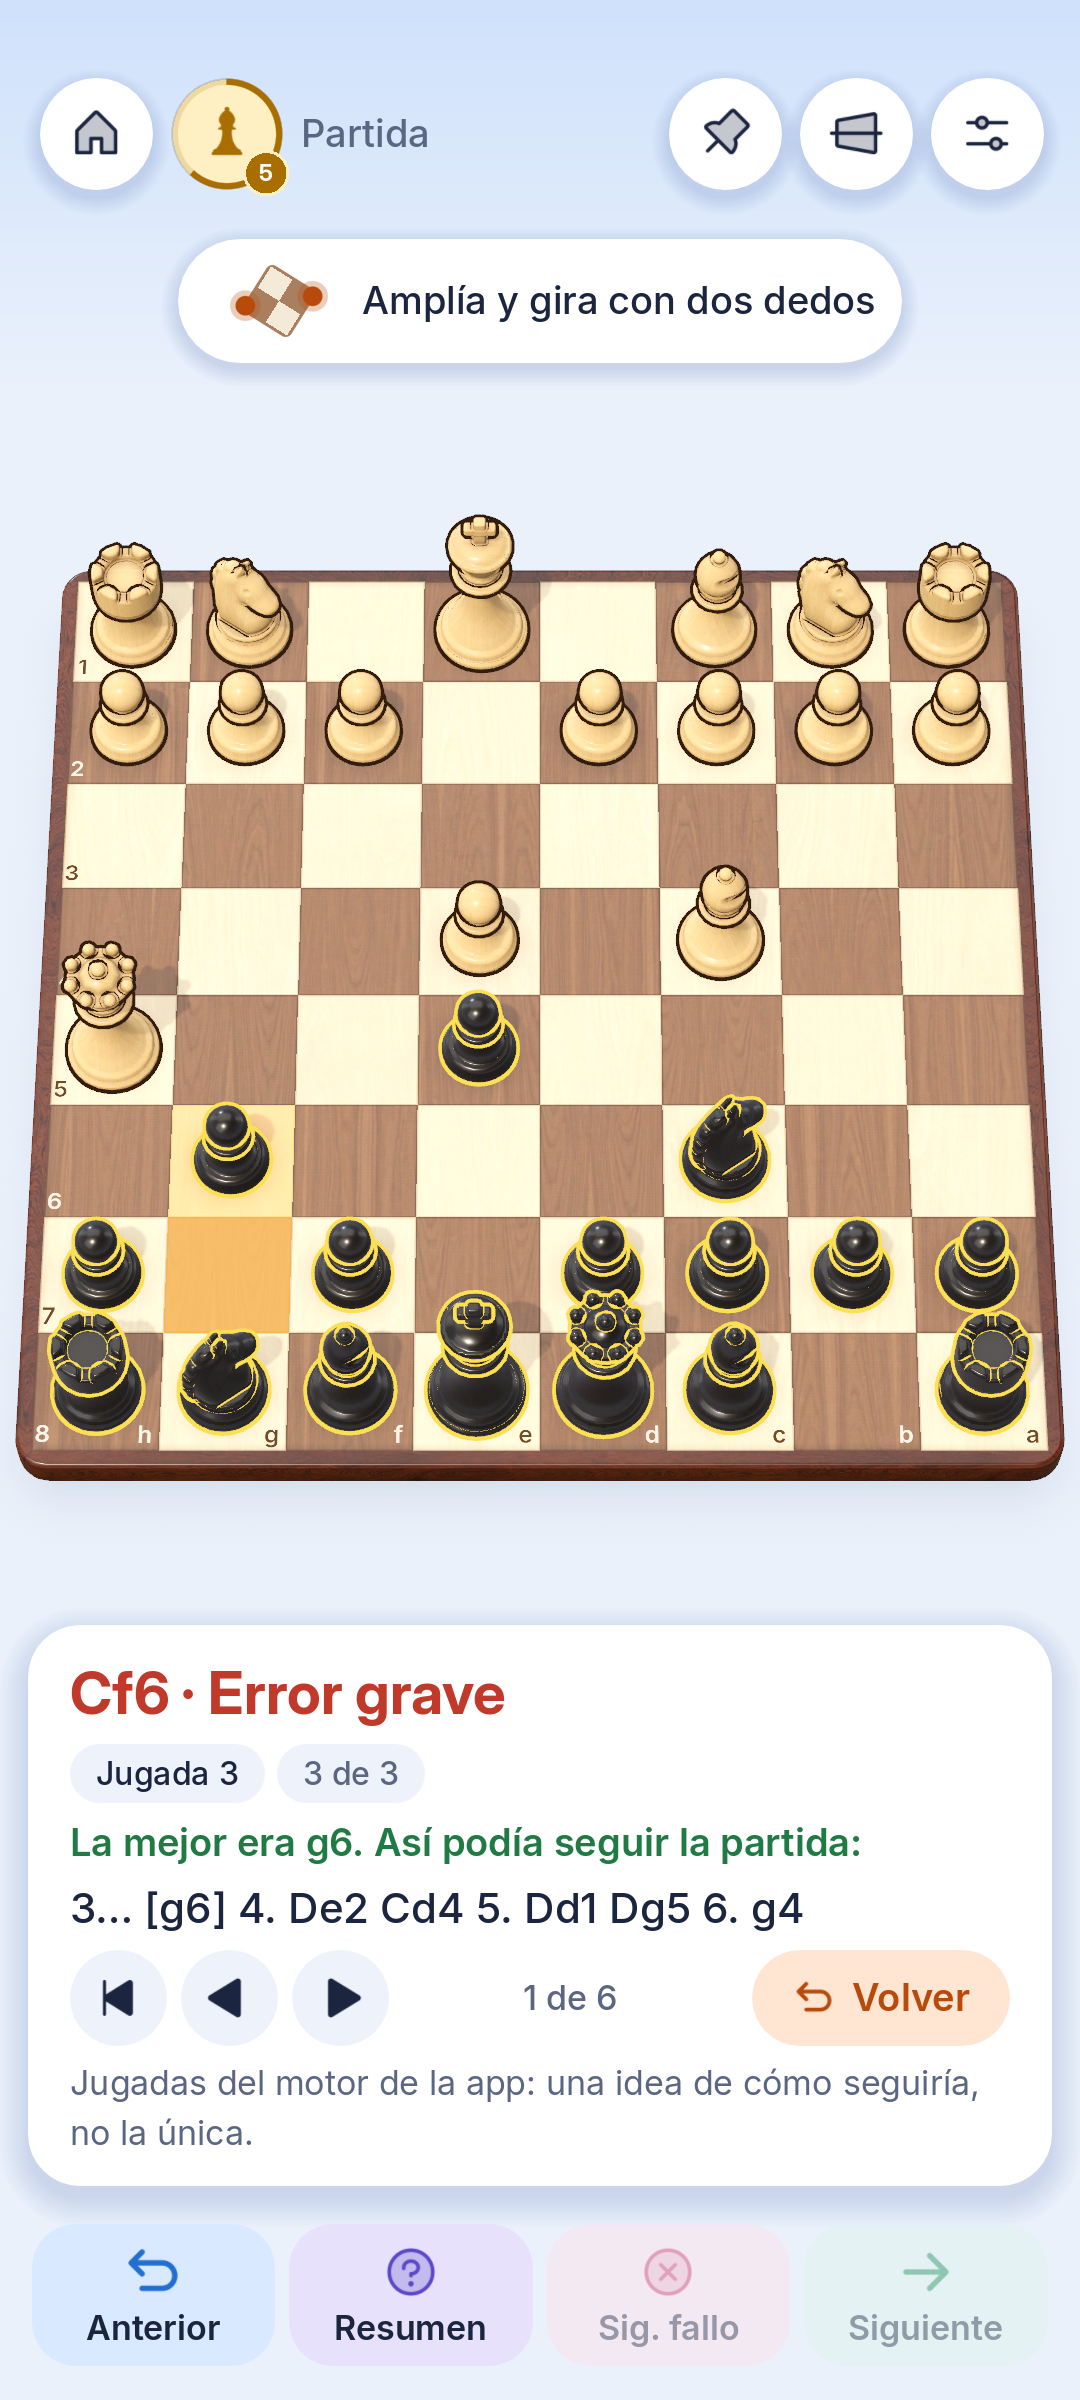 Partida
5
Amplía y gira con dos dedos
1
2
3
5
6
7
8 h g f e d c b a
Cf6 · Error grave
Jugada 3
3 de 3
La mejor era g6. Así podía seguir la partida:
3... [g6] 4. De2 Cd4 5. Dd1 Dg5 6. g4
1 de 6
Volver
Jugadas del motor de la app: una idea de cómo seguiría,
no la única.
Anterior
Resumen
Sig. fallo
Siguiente